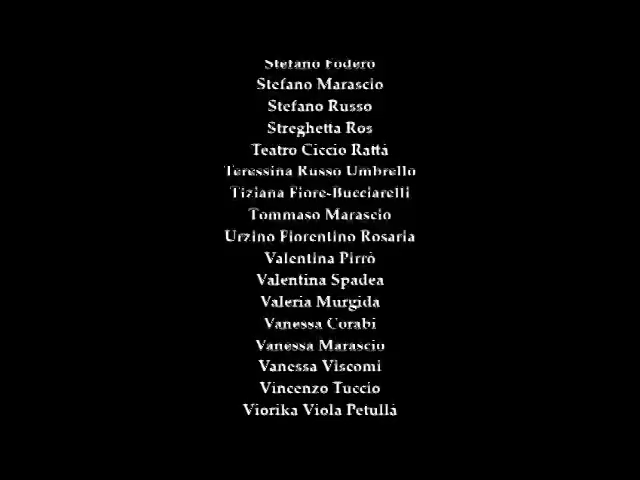 Stefano Fodero
Stefano Marascio
Stefano Russo
Streghetta Ros
Teatro Ciccio Rattà
Teressina Russo Umbrello
Tiziana Fiore-Bucciarelli
Tommaso Marascio
Urzino Fiorentino Rosaria
Valentina Pirrò
Valentina Spadea
Valeria Murgida
Vanessa Corabi
Vanessa Marascio
Vanessa Viscomi
Vincenzo Tuccio
Viorika Viola Petullà